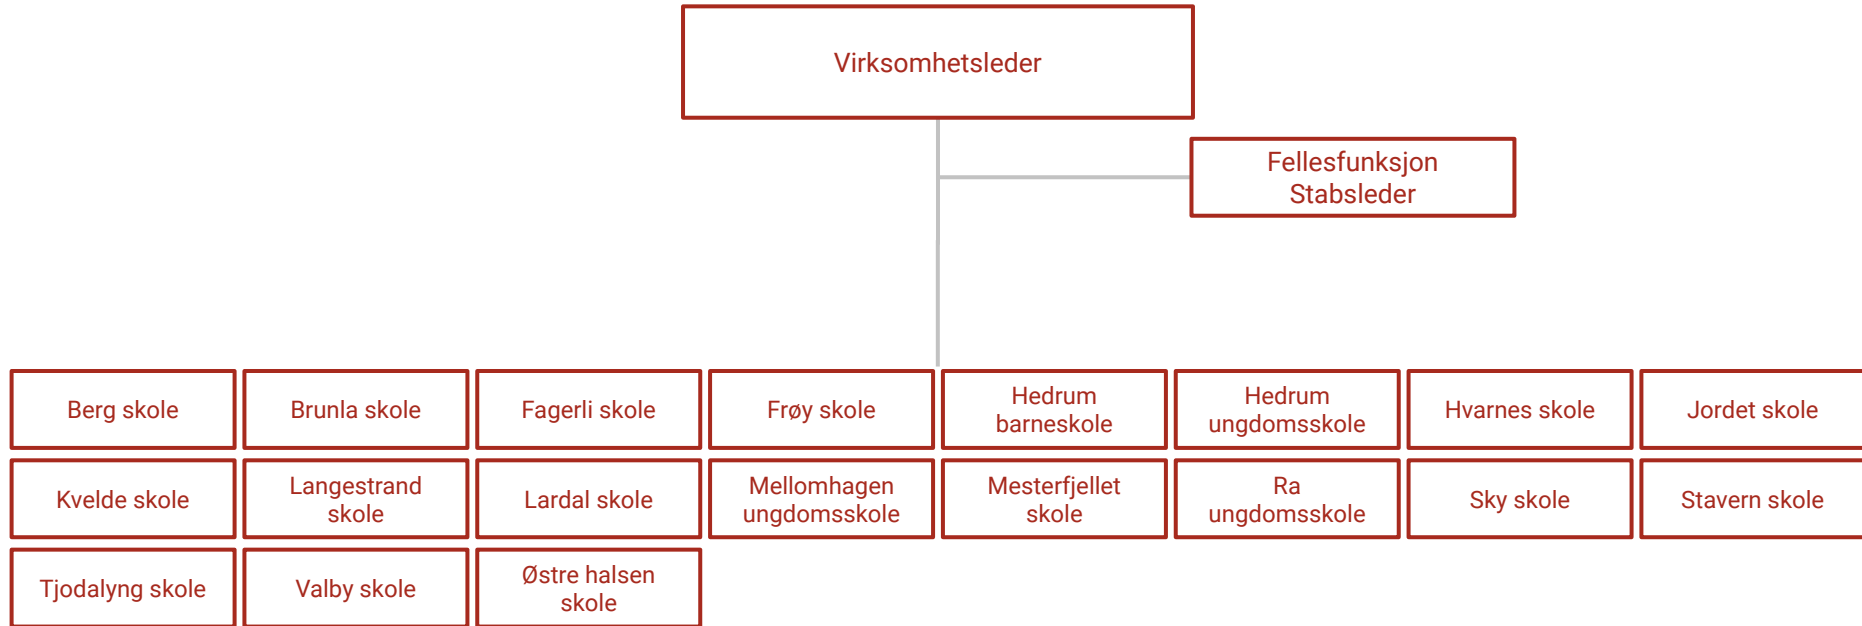 Virksomhetsleder
Fellesfunksjon
Stabsleder
Berg skole
Brunla skole
Fagerli skole
Frøy skole
Hedrum
barneskole
Hedrum
ungdomsskole
Hvarnes skole
Jordet skole
Kvelde skole
Langestrand
skole
Lardal skole
Mellomhagen
ungdomsskole
Mesterfjellet
skole
Ra
ungdomsskole
Sky skole
Stavern skole
Tjodalyng skole
Valby skole
Østre halsen
skole